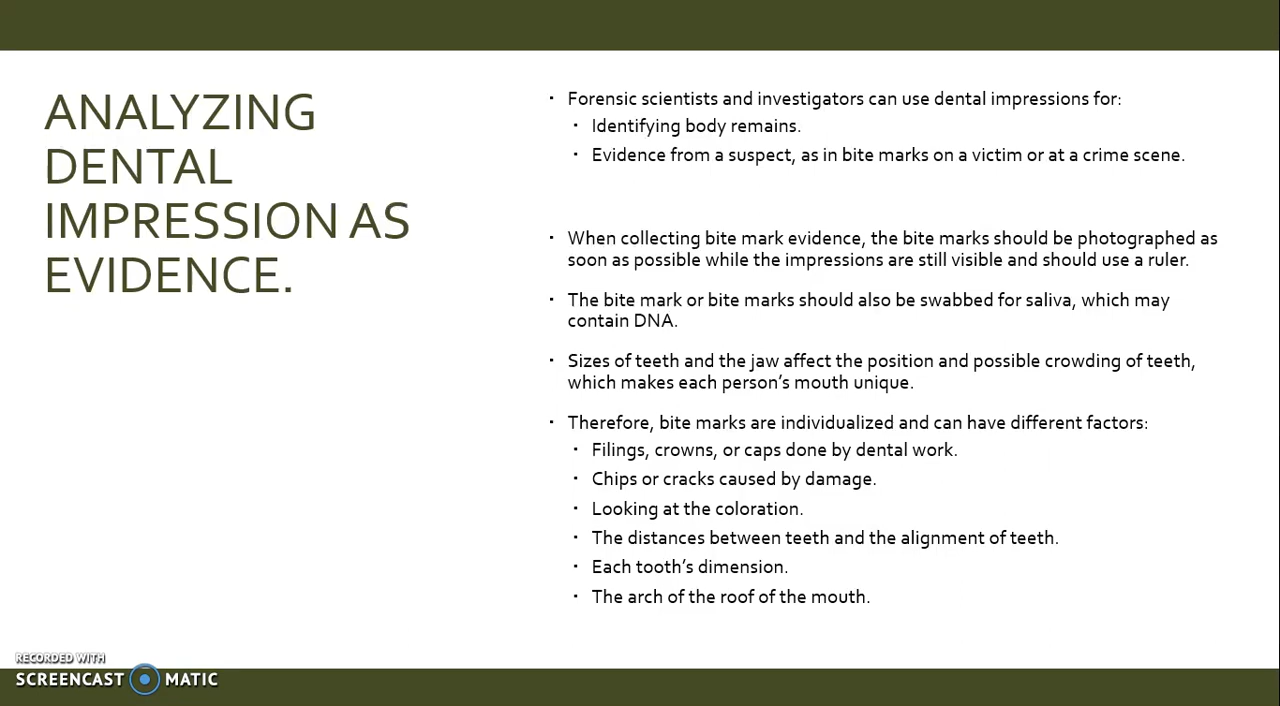 ANALYZING
DENTAL
IMPRESSION AS
EVIDENCE.
· Forensic scientists and investigators can use dental impressions for:
· Identifying body remains.
· Evidence from a suspect, as in bite marks on a victim or at a crime scene.
· When collecting bite mark evidence, the bite marks should be photographed as
soon as possible while the impressions are still visible and should use a ruler.
· The bite mark or bite marks should also be swabbed for saliva, which may
contain DNA.
· Sizes of teeth and the jaw affect the position and possible crowding of teeth,
which makes each person's mouth unique.
· Therefore, bite marks are individualized and can have different factors:
· Filings, crowns, or caps done by dental work.
· Chips or cracks caused by damage.
· Looking at the coloration.
· The distances between teeth and the alignment of teeth.
· Each tooth's dimension.
· The arch of the roof of the mouth.
RECORDED WITH
SCREENCAST MATIC